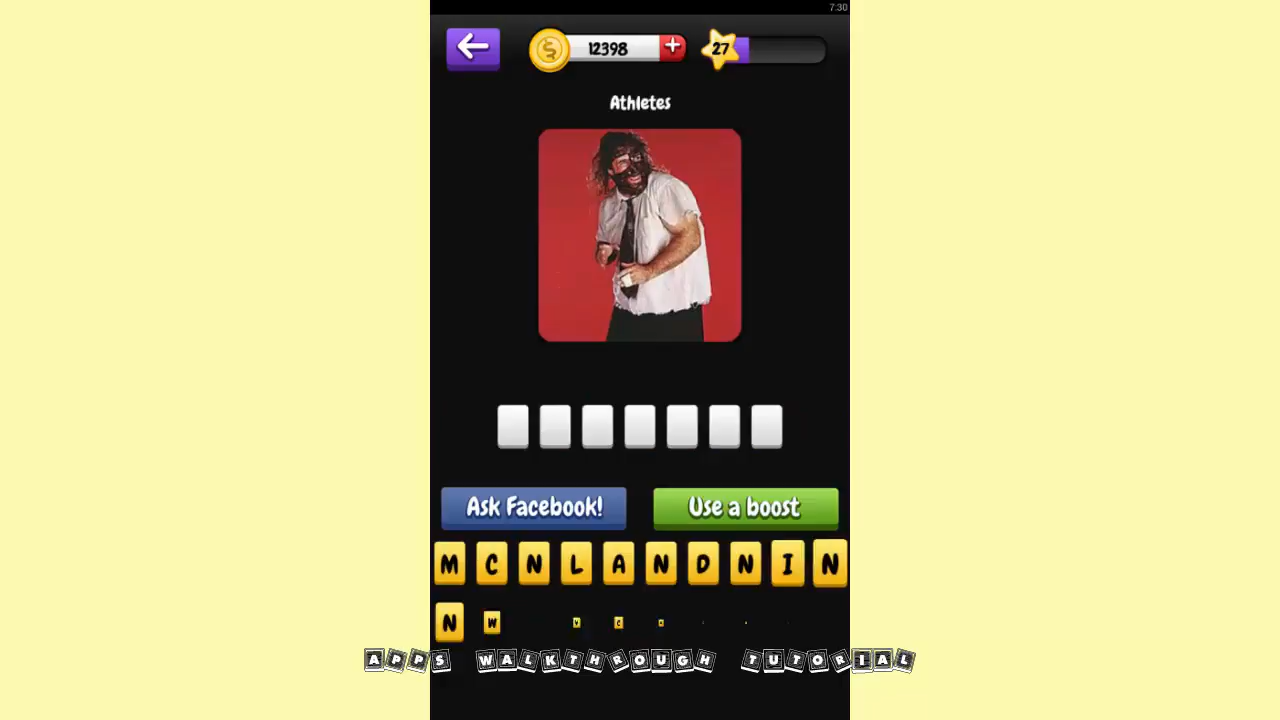 7:30
12398
27
Athletes
Ask Facebook!
Use a boost
M C N L A N D N I N
N W Y C
APPS WALKTHROUGH TUTORIAL